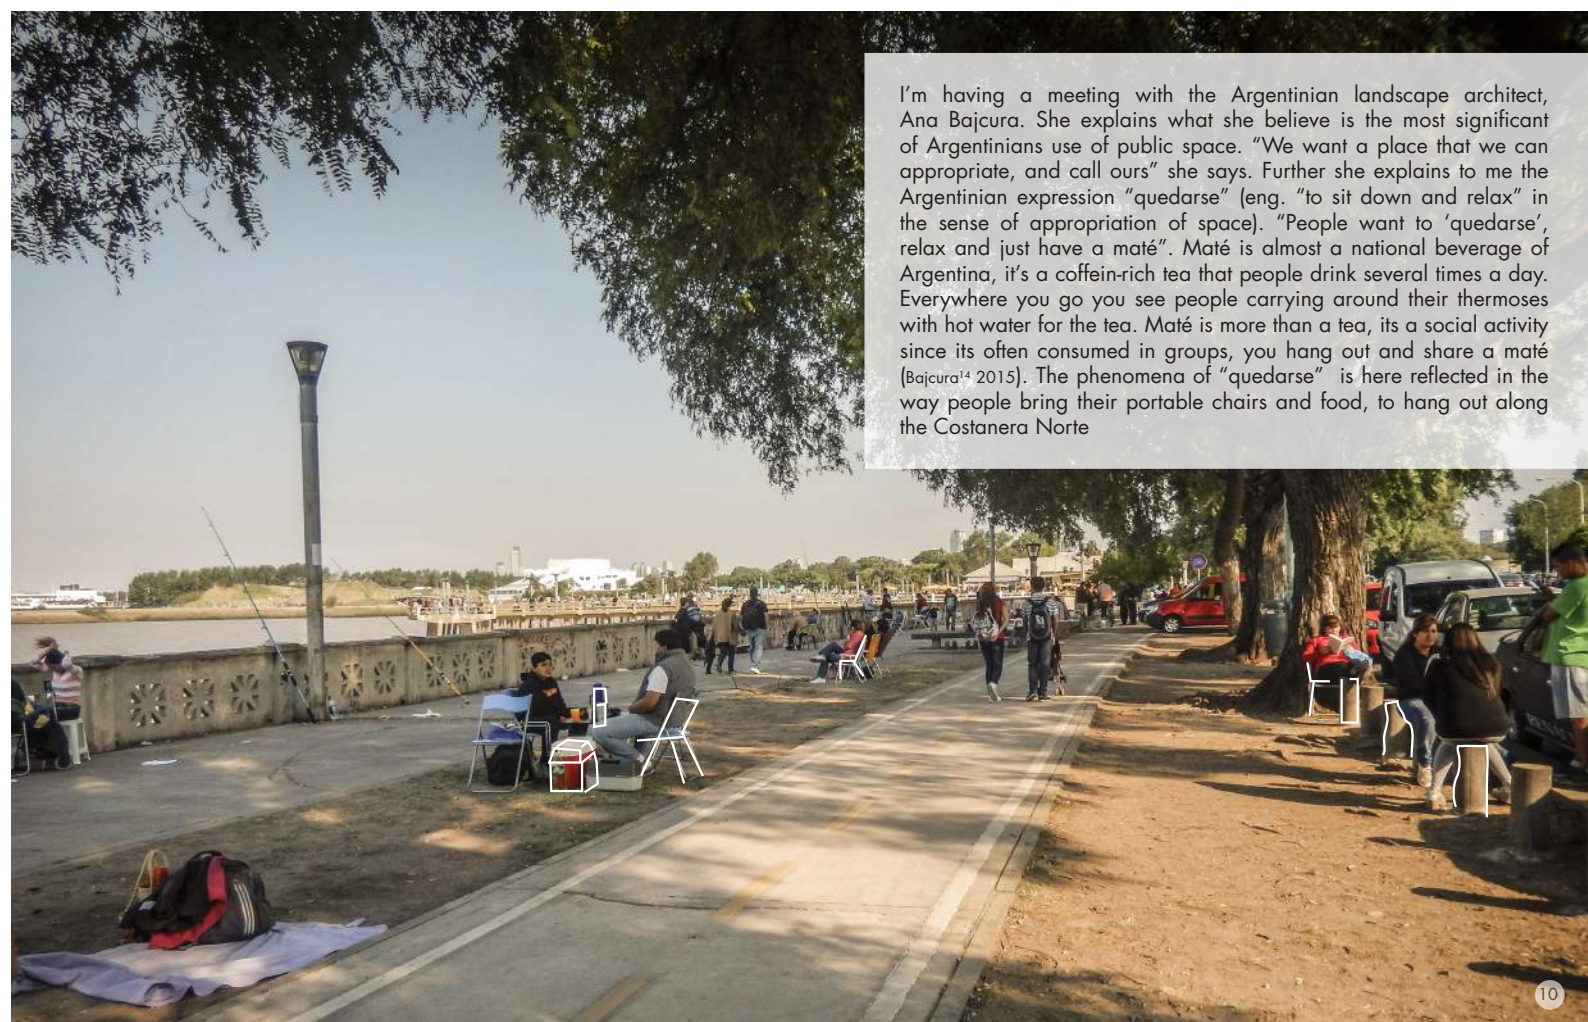 I'm having a meeting with the Argentinian landscape architect,
Ana Bajcura. She explains what she believe is the most significant
of Argentinians use of public space. “We want a place that we can
appropriate, and call ours” she says. Further she explains to me the
Argentinian expression “quedarse” (eng. “to sit down and relax” in
the sense of appropriation of space). “People want to ‘quedarse’,
relax and just have a maté”. Maté is almost a national beverage of
Argentina, it's a coffein-rich tea that people drink several times a day.
Everywhere you go you see people carrying around their thermoses
with hot water for the tea. Maté is more than a tea, its a social activity
since its often consumed in groups, you hang out and share a maté
(Bajcura¹⁴ 2015). The phenomena of “quedarse” is here reflected in the
way people bring their portable chairs and food, to hang out along
the Costanera Norte
10